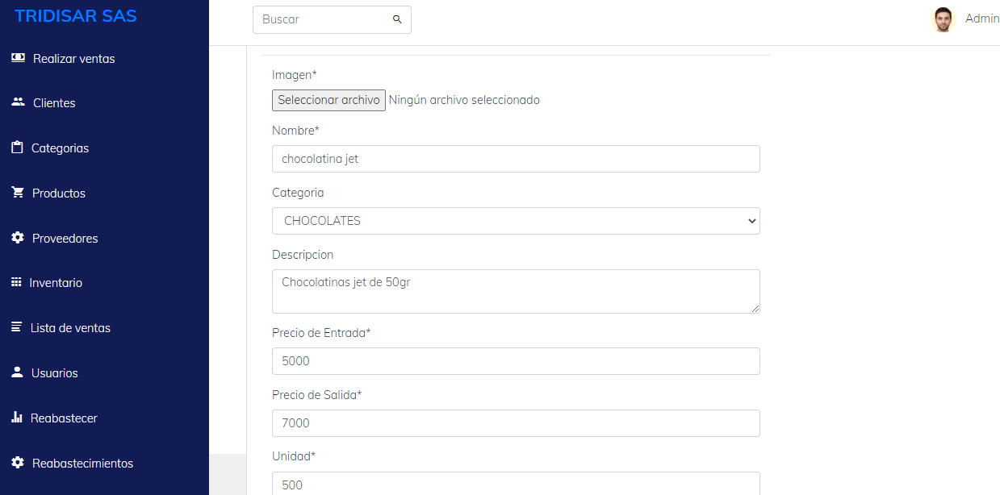 TRIDISAR SAS
Realizar ventas
Clientes
Categorias
Productos
Proveedores
Inventario
Lista de ventas
Usuarios
Reabastecer
Reabastecimientos
Buscar
Admin
Imagen*
Seleccionar archivo Ningún archivo seleccionado
Nombre*
chocolatina jet
Categoria
CHOCOLATES
Descripcion
Chocolatinas jet de 50gr
Precio de Entrada*
5000
Precio de Salida*
7000
Unidad*
500